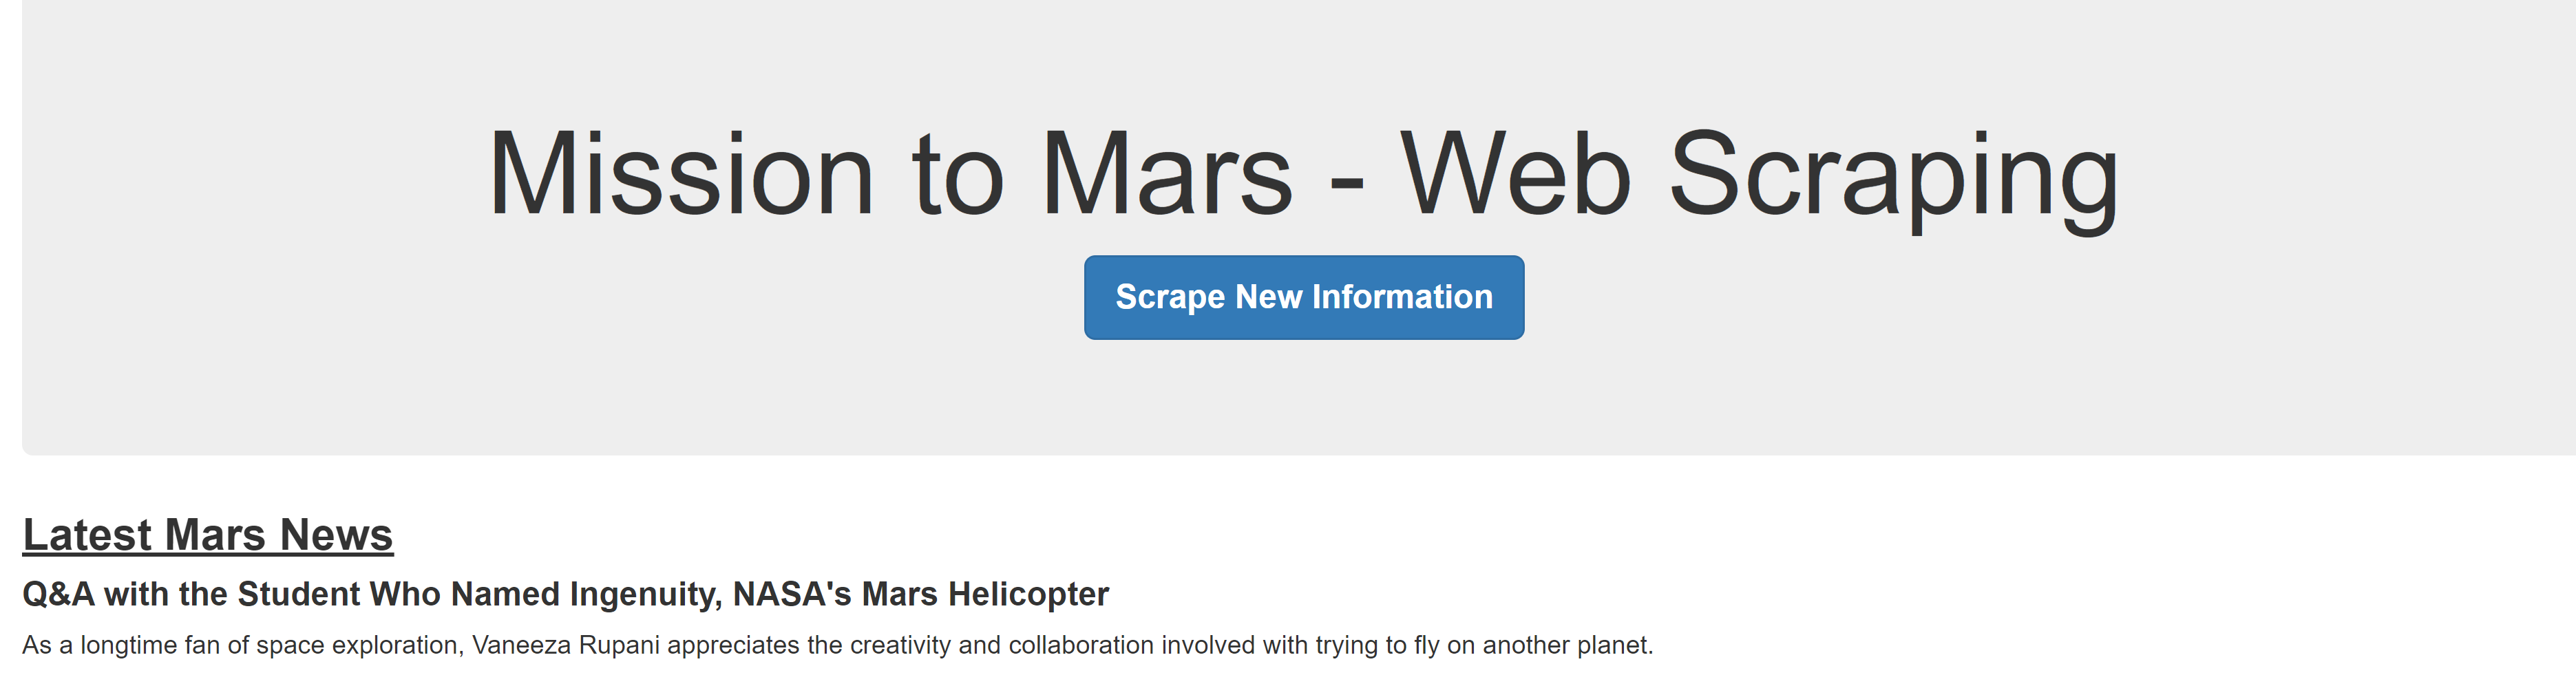 Mission to Mars - Web Scraping
Scrape New Information
Latest Mars News
Q&A with the Student Who Named Ingenuity, NASA's Mars Helicopter
As a longtime fan of space exploration, Vaneeza Rupani appreciates the creativity and collaboration involved with trying to fly on another planet.